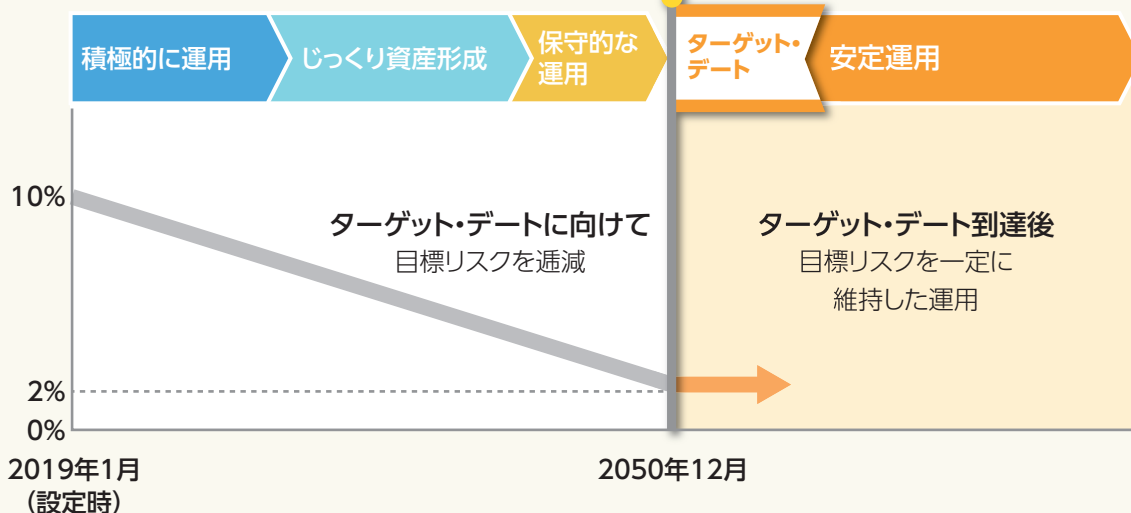 積極的に運用
じっくり資産形成
保守的な
運用
ターゲット・
デート
安定運用
10%
ターゲット・デートに向けて
目標リスクを逓減
ターゲット・デート到達後
目標リスクを一定に
維持した運用
2%
0%
2019年1月
（設定時）
2050年12月